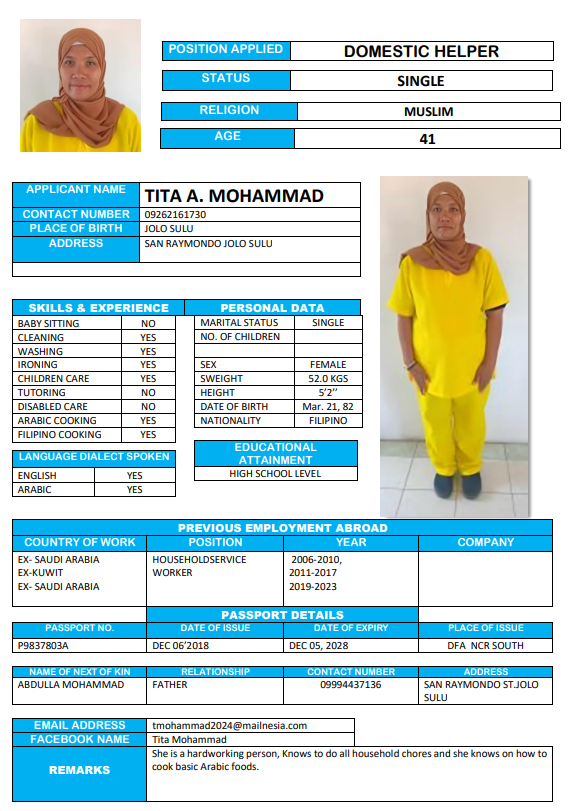 POSITION APPLIED DOMESTIC HELPER
STATUS SINGLE
RELIGION MUSLIM
AGE 41
APPLICANT NAME TITA A. MOHAMMAD
CONTACT NUMBER 09262161730
PLACE OF BIRTH JOLO SULU
ADDRESS SAN RAYMONDO JOLO SULU
SKILLS & EXPERIENCE
BABY SITTING NO
CLEANING YES
WASHING YES
IRONING YES
CHILDREN CARE YES
TUTORING NO
DISABLED CARE NO
ARABIC COOKING YES
FILIPINO COOKING YES
LANGUAGE DIALECT SPOKEN
ENGLISH YES
ARABIC YES
PERSONAL DATA
MARITAL STATUS SINGLE
NO. OF CHILDREN
SEX FEMALE
SWEIGHT 52.0 KGS
HEIGHT 5’2’’
DATE OF BIRTH Mar. 21, 82
NATIONALITY FILIPINO
EDUCATIONAL
ATTAINMENT
HIGH SCHOOL LEVEL
PREVIOUS EMPLOYMENT ABROAD
COUNTRY OF WORK POSITION YEAR COMPANY
EX- SAUDI ARABIA HOUSEHOLDSERVICE 2006-2010,
EX-KUWIT WORKER 2011-2017
EX- SAUDI ARABIA 2019-2023
PASSPORT DETAILS
PASSPORT NO. DATE OF ISSUE DATE OF EXPIRY PLACE OF ISSUE
P9837803A DEC 06’2018 DEC 05, 2028 DFA NCR SOUTH
NAME OF NEXT OF KIN RELATIONSHIP CONTACT NUMBER ADDRESS
ABDULLA MOHAMMAD FATHER 09994437136 SAN RAYMONDO ST.JOLO
SULU
EMAIL ADDRESS tmohammad2024@mailnesia.com
FACEBOOK NAME Tita Mohammad
REMARKS She is a hardworking person, Knows to do all household chores and she knows on how to
cook basic Arabic foods.